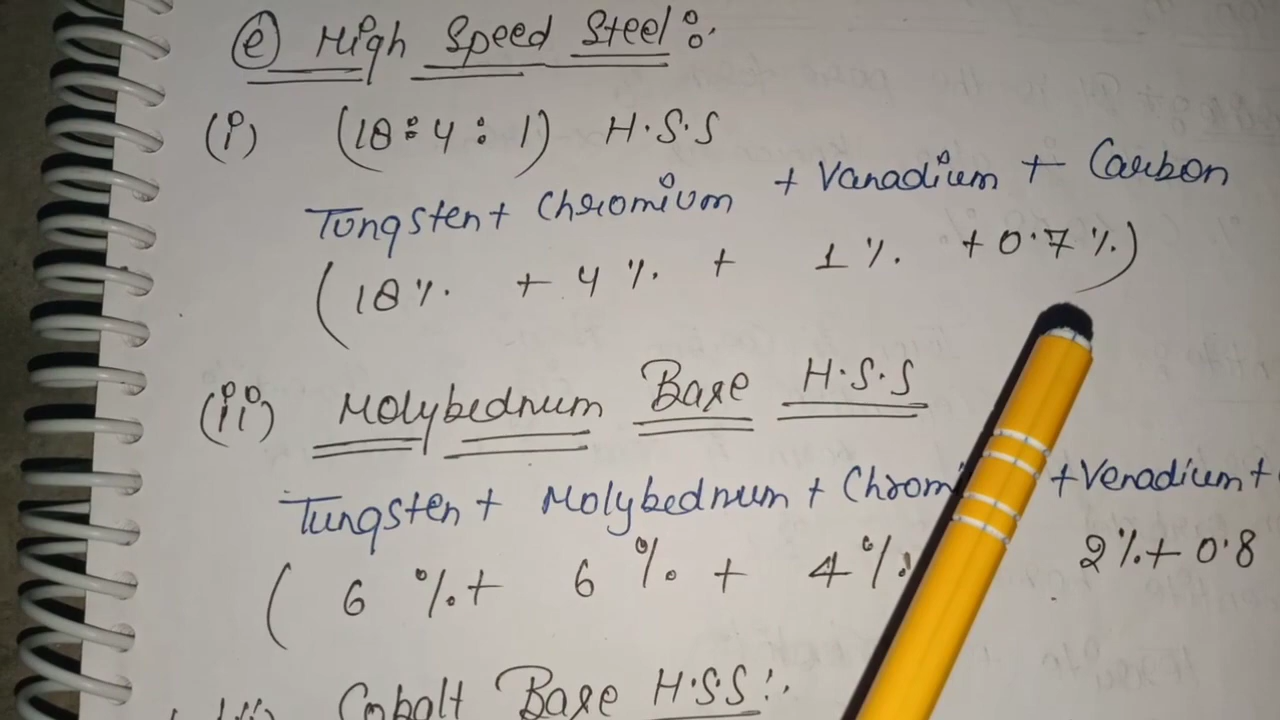 (e) High Speed Steel :
(i) (18:4:1) H.S.S
Tungsten + Chromium + Vanadium + Carbon
(18% + 4% + 1% + 0.7%)
(ii) Molybednum Base H.S.S
Tungsten + Molybednum + Chromi + Venadium +
( 6 % + 6 % + 4 % 2% + 0.8
Cobalt Base H.S.S :